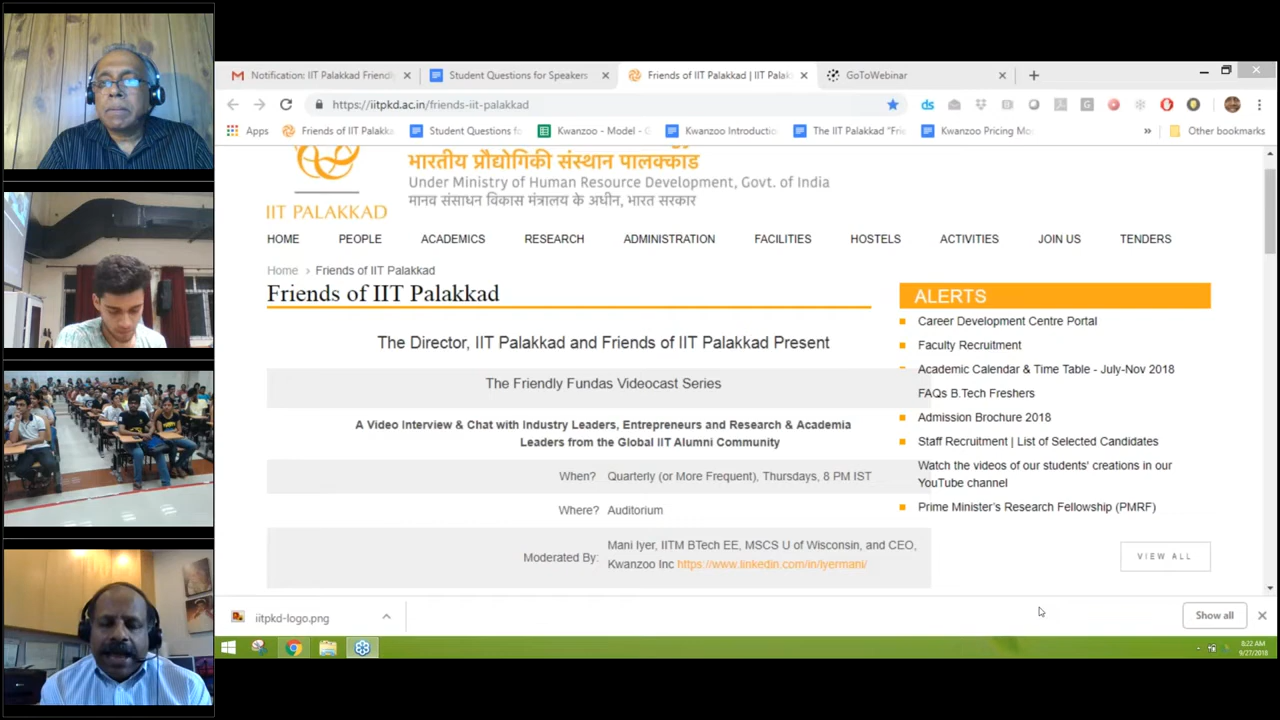 Notification: IIT Palakkad Friendl
Student Questions for Speakers
Friends of IIT Palakkad | IIT Palak
GoToWebinar
https://iitpkd.ac.in/friends-iit-palakkad
Apps
Friends of IIT Palakka
Student Questions fo
Kwanzoo - Model - G
Kwanzoo Introductio
The IIT Palakkad "Frie
Kwanzoo Pricing Mo
»
Other bookmarks
भारतीय प्रौद्योगिकी संस्थान पालक्काड
Under Ministry of Human Resource Development, Govt. of India
मानव संसाधन विकास मंत्रालय के अधीन, भारत सरकार
IIT PALAKKAD
HOME PEOPLE ACADEMICS RESEARCH ADMINISTRATION FACILITIES HOSTELS ACTIVITIES JOIN US TENDERS
Home › Friends of IIT Palakkad
Friends of IIT Palakkad
The Director, IIT Palakkad and Friends of IIT Palakkad Present
The Friendly Fundas Videocast Series
A Video Interview & Chat with Industry Leaders, Entrepreneurs and Research & Academia
Leaders from the Global IIT Alumni Community
When? Quarterly (or More Frequent), Thursdays, 8 PM IST
Where? Auditorium
Moderated By: Mani Iyer, IITM BTech EE, MSCS U of Wisconsin, and CEO,
Kwanzoo Inc https://www.linkedin.com/in/iyermani/
ALERTS
Career Development Centre Portal
Faculty Recruitment
Academic Calendar & Time Table - July-Nov 2018
FAQs B.Tech Freshers
Admission Brochure 2018
Staff Recruitment | List of Selected Candidates
Watch the videos of our students' creations in our
YouTube channel
Prime Minister's Research Fellowship (PMRF)
VIEW ALL
iitpkd-logo.png
Show all
8:22 AM
9/27/2018